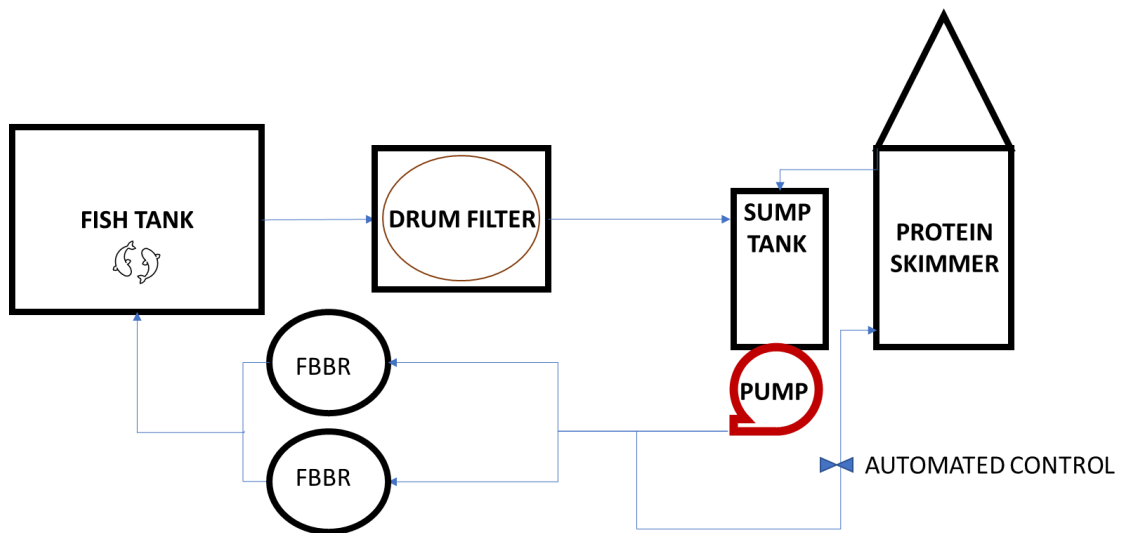 FISH TANK
DRUM FILTER
SUMP
TANK
PROTEIN
SKIMMER
FBBR
PUMP
AUTOMATED CONTROL
FBBR